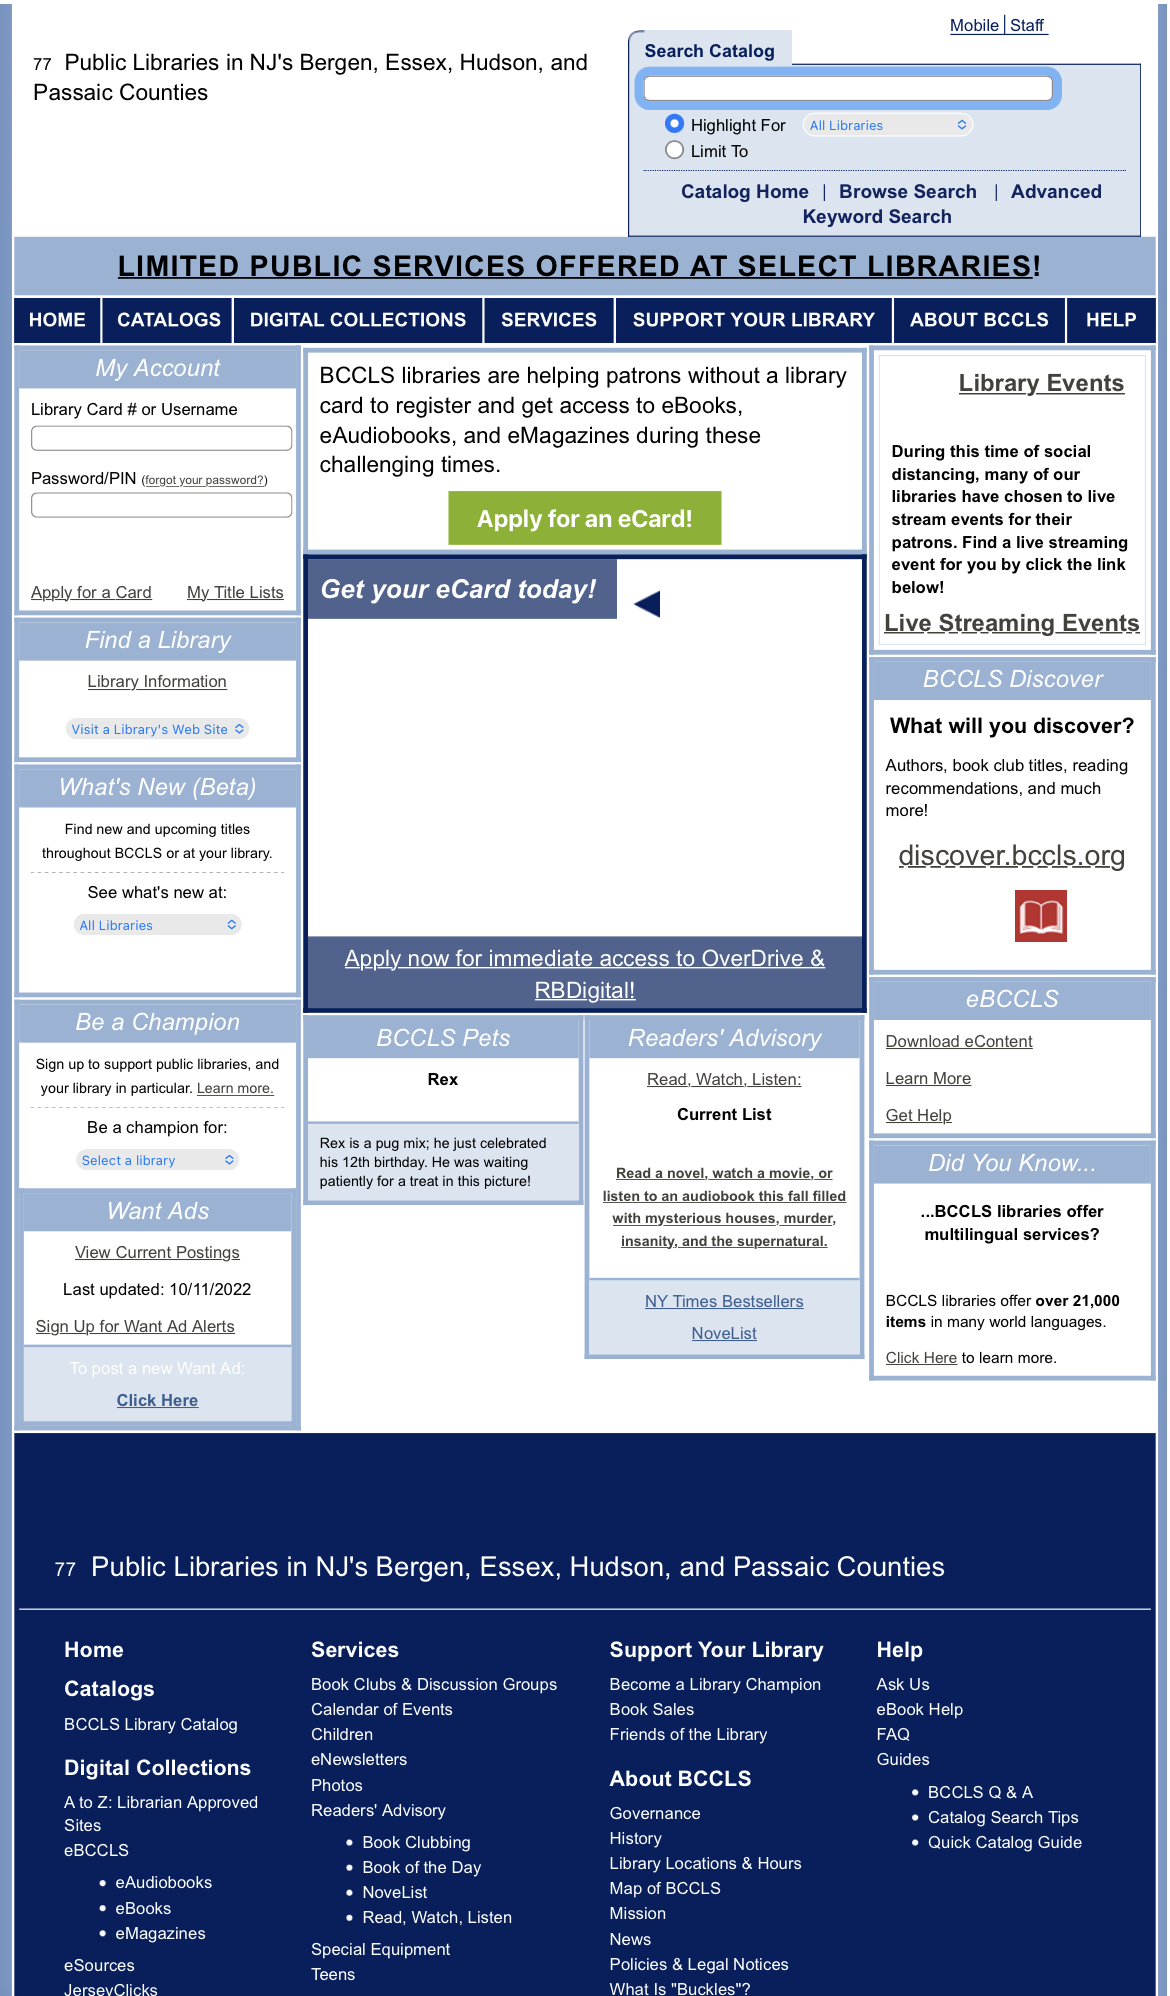 Mobile | Staff
77 Public Libraries in NJ's Bergen, Essex, Hudson, and
Passaic Counties
Search Catalog
Highlight For All Libraries
Limit To
Catalog Home | Browse Search | Advanced
Keyword Search
LIMITED PUBLIC SERVICES OFFERED AT SELECT LIBRARIES!
HOME CATALOGS DIGITAL COLLECTIONS SERVICES SUPPORT YOUR LIBRARY ABOUT BCCLS HELP
My Account
Library Card # or Username
Password/PIN (forgot your password?)
Apply for a Card My Title Lists
Find a Library
Library Information
Visit a Library's Web Site
What's New (Beta)
Find new and upcoming titles
throughout BCCLS or at your library.
See what's new at:
All Libraries
Be a Champion
Sign up to support public libraries, and
your library in particular. Learn more.
Be a champion for:
Select a library
Want Ads
View Current Postings
Last updated: 10/11/2022
Sign Up for Want Ad Alerts
To post a new Want Ad:
Click Here
BCCLS libraries are helping patrons without a library
card to register and get access to eBooks,
eAudiobooks, and eMagazines during these
challenging times.
Apply for an eCard!
Get your eCard today!
Apply now for immediate access to OverDrive &
RBDigital!
BCCLS Pets
Rex
Rex is a pug mix; he just celebrated
his 12th birthday. He was waiting
patiently for a treat in this picture!
Readers' Advisory
Read, Watch, Listen:
Current List
Read a novel, watch a movie, or
listen to an audiobook this fall filled
with mysterious houses, murder,
insanity, and the supernatural.
NY Times Bestsellers
NoveList
Library Events
During this time of social
distancing, many of our
libraries have chosen to live
stream events for their
patrons. Find a live streaming
event for you by click the link
below!
Live Streaming Events
BCCLS Discover
What will you discover?
Authors, book club titles, reading
recommendations, and much
more!
discover.bccls.org
eBCCLS
Download eContent
Learn More
Get Help
Did You Know...
...BCCLS libraries offer
multilingual services?
BCCLS libraries offer over 21,000
items in many world languages.
Click Here to learn more.
77 Public Libraries in NJ's Bergen, Essex, Hudson, and Passaic Counties
Home
Catalogs
BCCLS Library Catalog
Digital Collections
A to Z: Librarian Approved
Sites
eBCCLS
• eAudiobooks
• eBooks
• eMagazines
eSources
JerseyClicks
Services
Book Clubs & Discussion Groups
Calendar of Events
Children
eNewsletters
Photos
Readers' Advisory
• Book Clubbing
• Book of the Day
• NoveList
• Read, Watch, Listen
Special Equipment
Teens
Support Your Library
Become a Library Champion
Book Sales
Friends of the Library
About BCCLS
Governance
History
Library Locations & Hours
Map of BCCLS
Mission
News
Policies & Legal Notices
What Is "Buckles"?
Help
Ask Us
eBook Help
FAQ
Guides
• BCCLS Q & A
• Catalog Search Tips
• Quick Catalog Guide